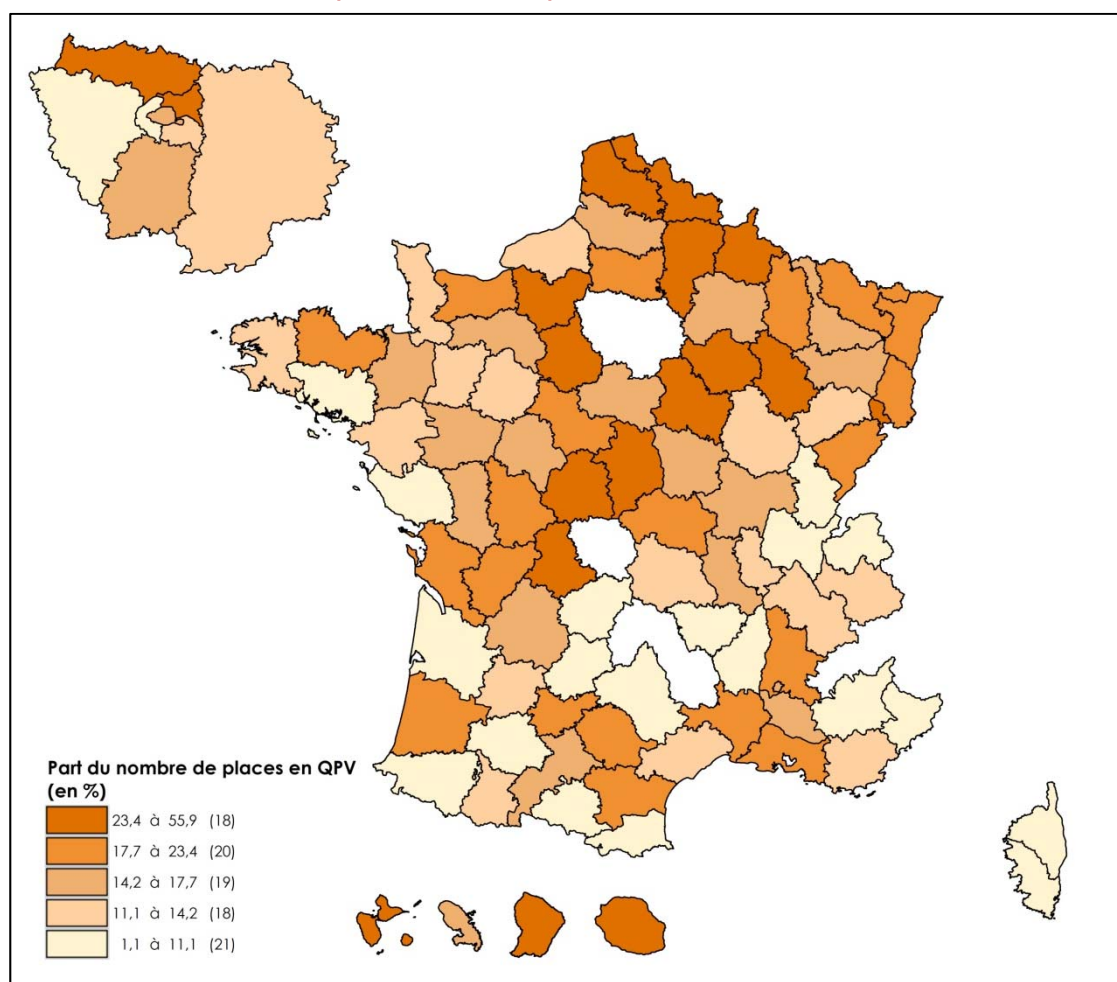 Part du nombre de places en QPV
(en %)
23,4 à 55,9 (18)
17,7 à 23,4 (20)
14,2 à 17,7 (19)
11,1 à 14,2 (18)
1,1 à 11,1 (21)